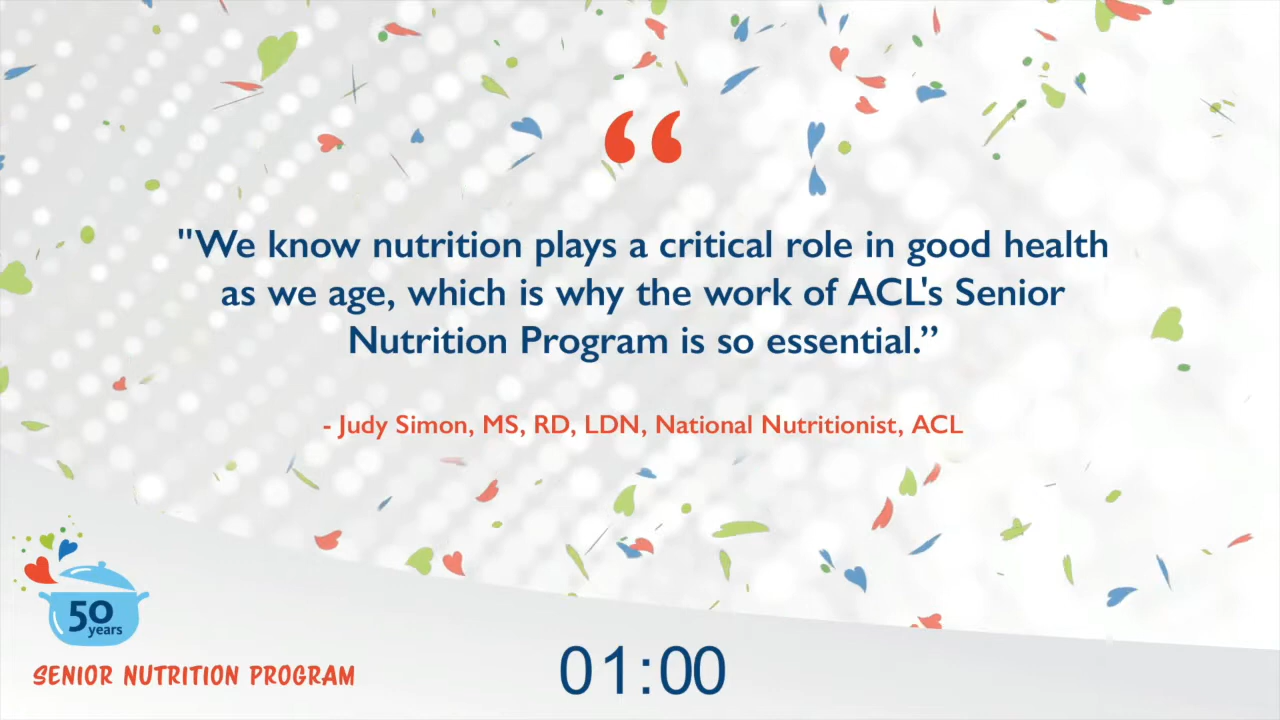 "We know nutrition plays a critical role in good health
as we age, which is why the work of ACL's Senior
Nutrition Program is so essential.”
- Judy Simon, MS, RD, LDN, National Nutritionist, ACL
50
years
SENIOR NUTRITION PROGRAM
01:00